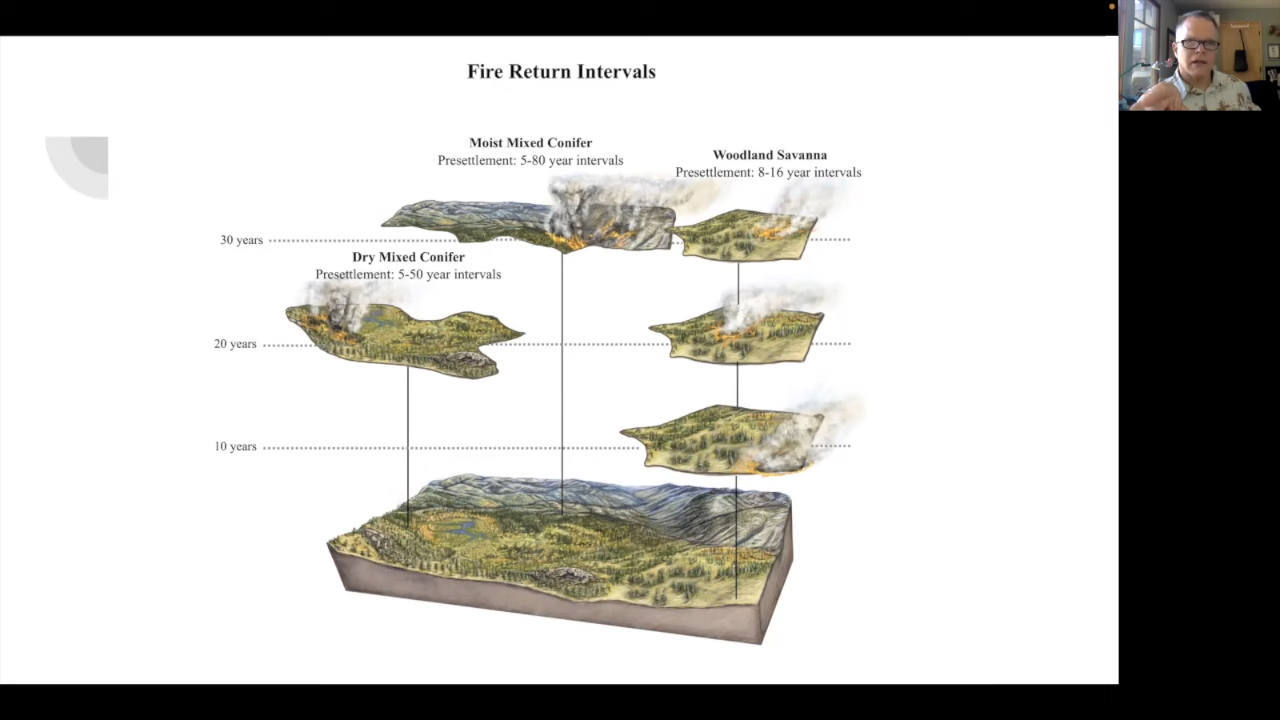 Fire Return Intervals
Moist Mixed Conifer
Presettlement: 5-80 year intervals
Woodland Savanna
Presettlement: 8-16 year intervals
30 years
Dry Mixed Conifer
Presettlement: 5-50 year intervals
20 years
10 years